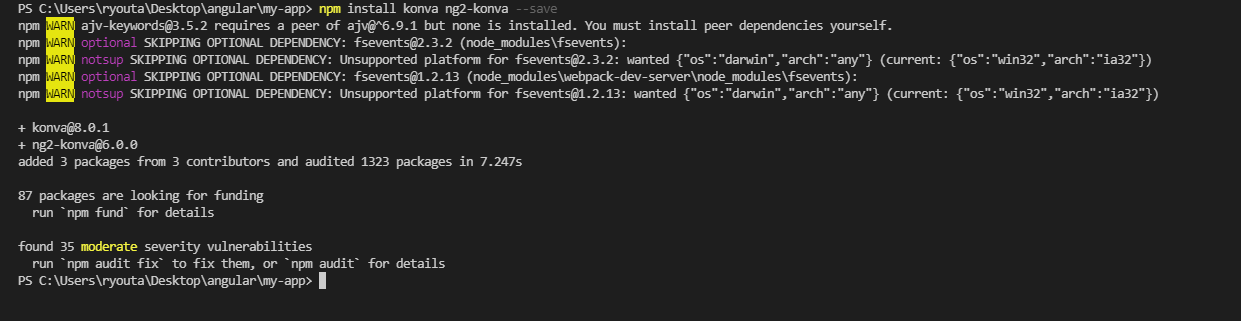 PS C:\Users\ryouta\Desktop\angular\my-app> npm install konva ng2-konva --save
npm WARN ajv-keywords@3.5.2 requires a peer of ajv@^6.9.1 but none is installed. You must install peer dependencies yourself.
npm WARN optional SKIPPING OPTIONAL DEPENDENCY: fsevents@2.3.2 (node_modules\fsevents):
npm WARN notsup SKIPPING OPTIONAL DEPENDENCY: Unsupported platform for fsevents@2.3.2: wanted {"os":"darwin","arch":"any"} (current: {"os":"win32","arch":"ia32"})
npm WARN optional SKIPPING OPTIONAL DEPENDENCY: fsevents@1.2.13 (node_modules\webpack-dev-server\node_modules\fsevents):
npm WARN notsup SKIPPING OPTIONAL DEPENDENCY: Unsupported platform for fsevents@1.2.13: wanted {"os":"darwin","arch":"any"} (current: {"os":"win32","arch":"ia32"})
+ konva@8.0.1
+ ng2-konva@6.0.0
added 3 packages from 3 contributors and audited 1323 packages in 7.247s
87 packages are looking for funding
run `npm fund` for details
found 35 moderate severity vulnerabilities
run `npm audit fix` to fix them, or `npm audit` for details
PS C:\Users\ryouta\Desktop\angular\my-app>